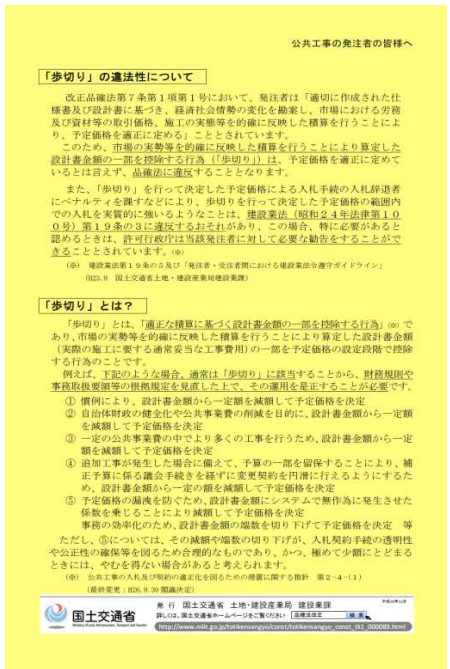 公共工事の発注者の皆様へ
「歩切り」の違法性について
改正品確法第7条第1項第1号において、発注者は「適切に作成された仕
様書及び設計書に基づき、経済社会情勢の変化を勘案し、市場における労務
及び資材等の取引価格、施工の実態等を的確に反映した積算を行うことによ
り、予定価格を適正に定める」こととされています。
このため、市場の実勢等を的確に反映した積算を行うことにより算定した
設計書金額の一部を控除する行為(「歩切り」)は、予定価格を適正に定めて
いるとは言えず、品確法に違反することとなります。
また、「歩切り」を行って決定した予定価格による入札手続の入札辞退者
にペナルティを課すなどにより、歩切りを行って決定した予定価格の範囲内
での入札を実質的に強いるようなことは、建設業法(昭和24年法律第10
0号)第19条の3に違反するおそれがあり、この場合、特に必要があると
認めるときは、許可行政庁は当該発注者に対して必要な勧告をすることがで
きることとされています。(※)
(※) 建設業法第19条の5及び「発注者・受注者間における建設業法令遵守ガイドライン」
(H23.8 国土交通省土地・建設産業局建設業課)
「歩切り」とは?
「歩切り」とは、「適正な積算に基づく設計書金額の一部を控除する行為」(※)で
あり、市場の実勢等を的確に反映した積算を行うことにより算定した設計書金額
(実際の施工に要する通常妥当な工事費用)の一部を予定価格の設定段階で控除
する行為のことです。
例えば、下記のような場合、通常は「歩切り」に該当することから、財務規則や
事務取扱要領等の根拠規定を見直した上で、その運用を是正することが必要です。
① 慣例により、設計書金額から一定額を減額して予定価格を決定
② 自治体財政の健全化や公共事業費の削減を目的に、設計書金額から一定額
を減額して予定価格を決定
③ 一定の公共事業費の中でより多くの工事を行うため、設計書金額から一定
額を減額して予定価格を決定
④ 追加工事が発生した場合に備えて、予算の一部を留保することにより、補
正予算に係る議会手続きを経ずに変更契約を円滑に行えるようにするた
め、設計書金額から一定の額を減額して予定価格を決定
⑤ 予定価格の漏洩を防ぐため、設計書金額にシステムで無作為に発生させた
係数を乗じることにより減額して予定価格を決定
事務の効率化のため、設計書金額の端数を切り下げて予定価格を決定 等
ただし、⑤については、その減額や端数の切り下げが、入札契約手続の透明性
や公正性の確保等を図るため合理的なものであり、かつ、極めて少額にとどまる
ときには、やむを得ない場合があると考えられます。
(※) 公共工事の入札及び契約の適正化を図るための措置に関する指針 第2-4-(1)
(最終変更:H26.9.30閣議決定)
国土交通省
発 行 国土交通省 土地・建設産業局 建設業課
詳しくは、国土交通省ホームページをご覧ください 品確法改正 検 索
http://www.mlit.go.jp/totikensangyo/const/totikensangyo_const_tk1_000089.html